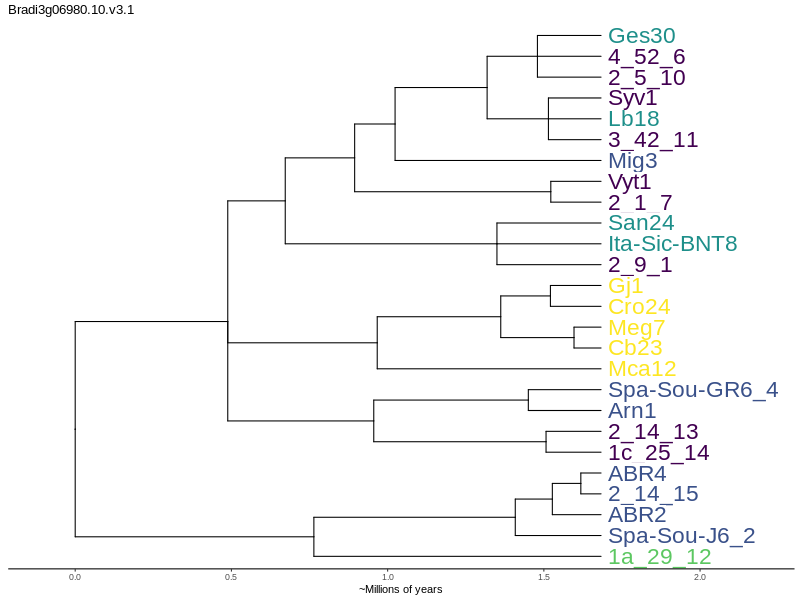 Bradi3g06980.10.v3.1
Ges30
4_52_6
2_5_10
Syv1
Lb18
3_42_11
Mig3
Vyt1
2_1_7
San24
Ita-Sic-BNT8
2_9_1
Gj1
Cro24
Meg7
Cb23
Mca12
Spa-Sou-GR6_4
Arn1
2_14_13
1c_25_14
ABR4
2_14_15
ABR2
Spa-Sou-J6_2
1a_29_12
0.0 0.5 1.0 1.5 2.0
~Millions of years